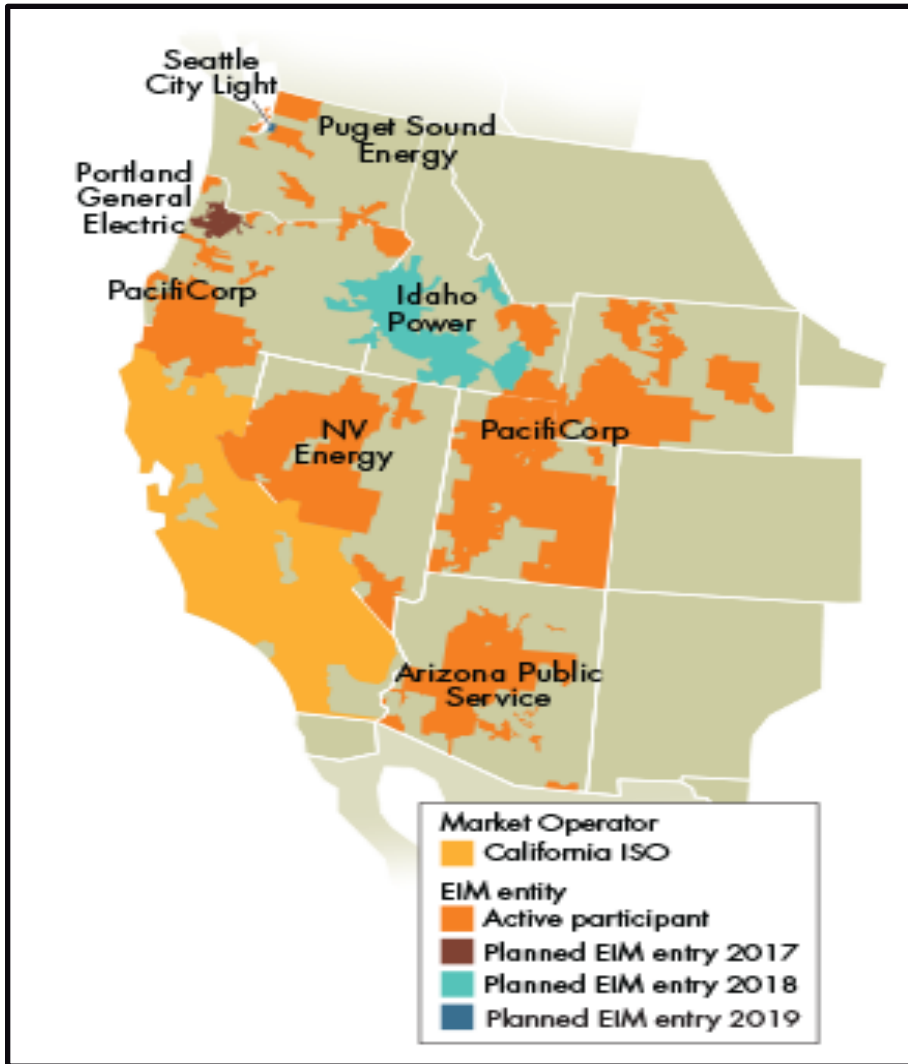 Seattle
City Light
Puget Sound
Energy
Portland
General
Electric
PacifiCorp
Idaho
Power
NV
Energy
PacifiCorp
Arizona Public
Service
Market Operator
California ISO
EIM entity
Active participant
Planned EIM entry 2017
Planned EIM entry 2018
Planned EIM entry 2019